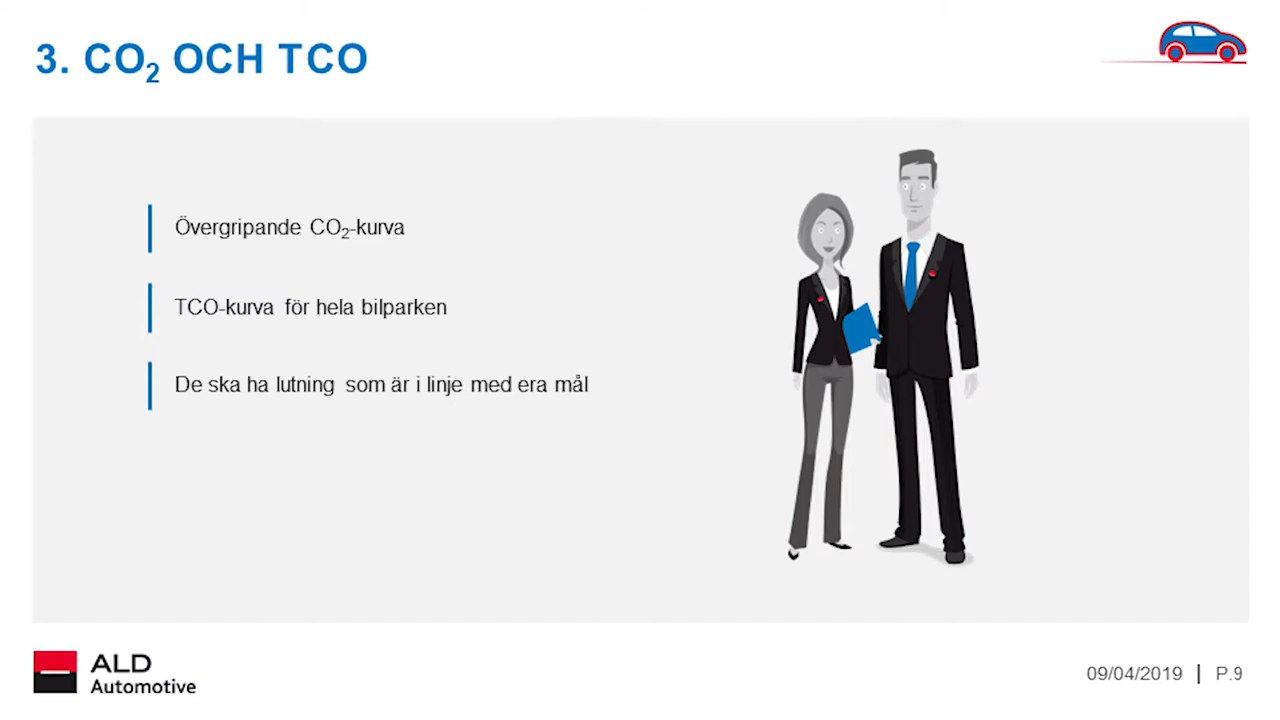 3. CO₂ OCH TCO
Övergripande CO₂-kurva
TCO-kurva för hela bilparken
De ska ha lutning som är i linje med era mål
ALD
Automotive
09/04/2019 | P.9